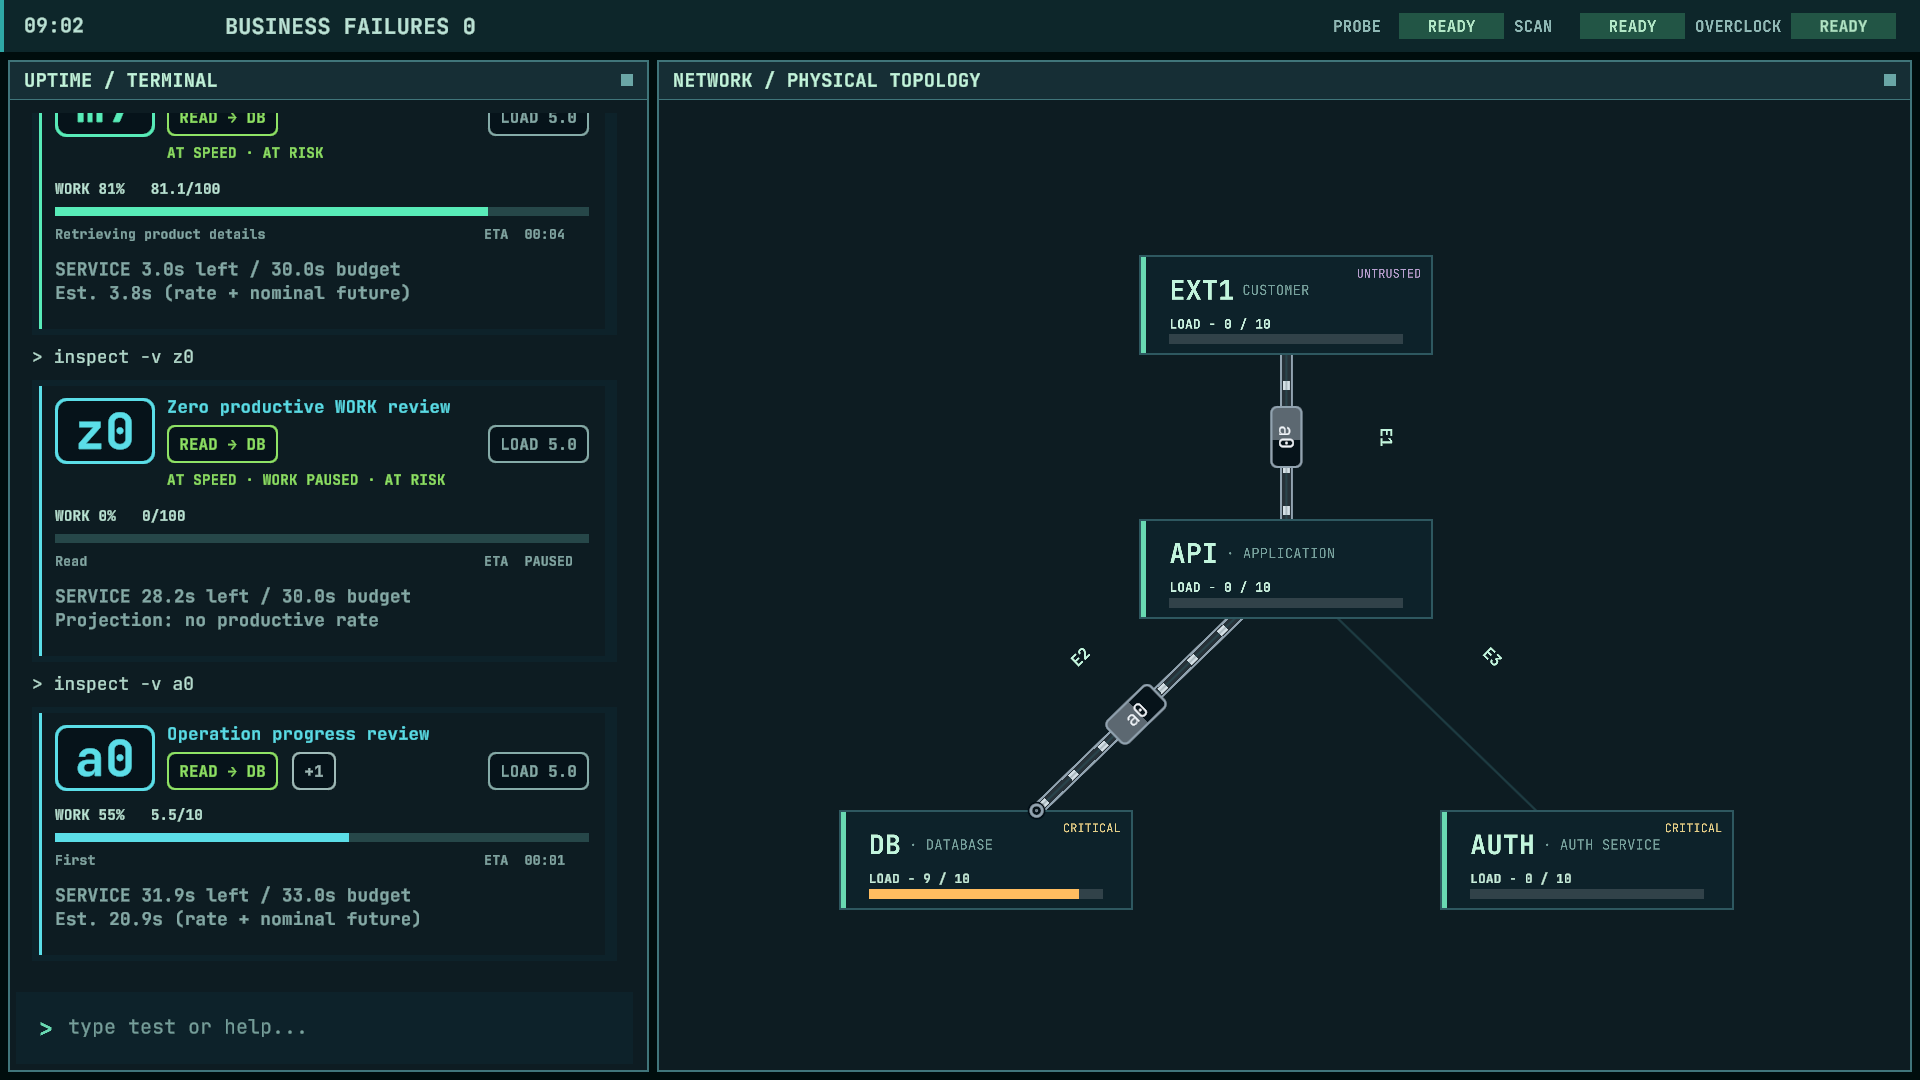 09:02 BUSINESS FAILURES 0 PROBE READY SCAN READY OVERCLOCK READY
UPTIME / TERMINAL
READ → DB LOAD 5.0
AT SPEED · AT RISK
WORK 81% 81.1/100
Retrieving product details ETA 00:04
SERVICE 3.0s left / 30.0s budget
Est. 3.8s (rate + nominal future)
> inspect -v z0
z0 Zero productive WORK review
READ → DB LOAD 5.0
AT SPEED · WORK PAUSED · AT RISK
WORK 0% 0/100
Read ETA PAUSED
SERVICE 28.2s left / 30.0s budget
Projection: no productive rate
> inspect -v a0
a0 Operation progress review
READ → DB +1 LOAD 5.0
WORK 55% 5.5/10
First ETA 00:01
SERVICE 31.9s left / 33.0s budget
Est. 20.9s (rate + nominal future)
> type test or help...
NETWORK / PHYSICAL TOPOLOGY
UNTRUSTED
EXT1 CUSTOMER
LOAD - 0 / 10
a0
E1
API · APPLICATION
LOAD - 0 / 10
E2
E3
a0
CRITICAL
DB · DATABASE
LOAD - 9 / 10
CRITICAL
AUTH · AUTH SERVICE
LOAD - 0 / 10